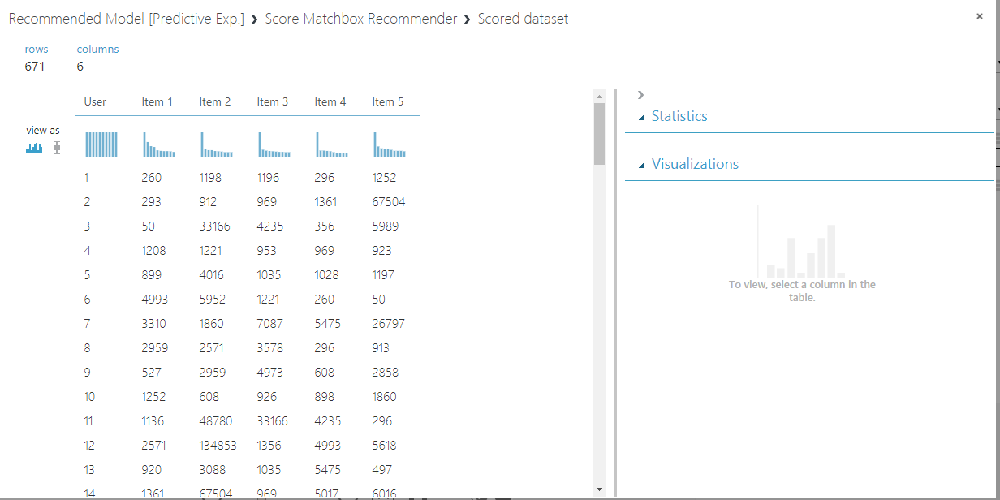 Recommended Model [Predictive Exp.] › Score Matchbox Recommender › Scored dataset
rows columns
671 6
User Item 1 Item 2 Item 3 Item 4 Item 5
view as
1 260 1198 1196 296 1252
2 293 912 969 1361 67504
3 50 33166 4235 356 5989
4 1208 1221 953 969 923
5 899 4016 1035 1028 1197
6 4993 5952 1221 260 50
7 3310 1860 7087 5475 26797
8 2959 2571 3578 296 913
9 527 2959 4973 608 2858
10 1252 608 926 898 1860
11 1136 48780 33166 4235 296
12 2571 134853 1356 4993 5618
13 920 3088 1035 5475 497
14 1361 67504 969 5017 6016
Statistics
Visualizations
To view, select a column in the
table.